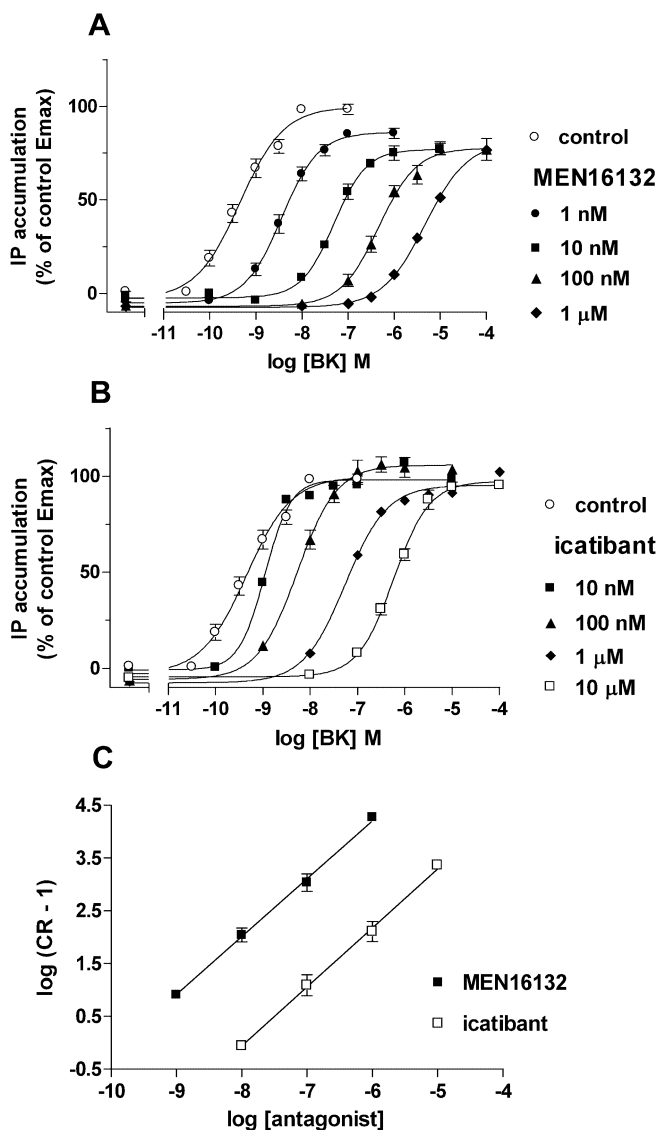 A
IP accumulation
(% of control Emax)
100
50
0
-11 -10 -9 -8 -7 -6 -5 -4
log [BK] M
control
MEN16132
1 nM
10 nM
100 nM
1 μM
B
IP accumulation
(% of control Emax)
100
50
0
-11 -10 -9 -8 -7 -6 -5 -4
log [BK] M
control
icatibant
10 nM
100 nM
1 μM
10 μM
C
log (CR - 1)
4.5
3.5
2.5
1.5
0.5
-0.5
-10 -9 -8 -7 -6 -5 -4
log [antagonist]
MEN16132
icatibant